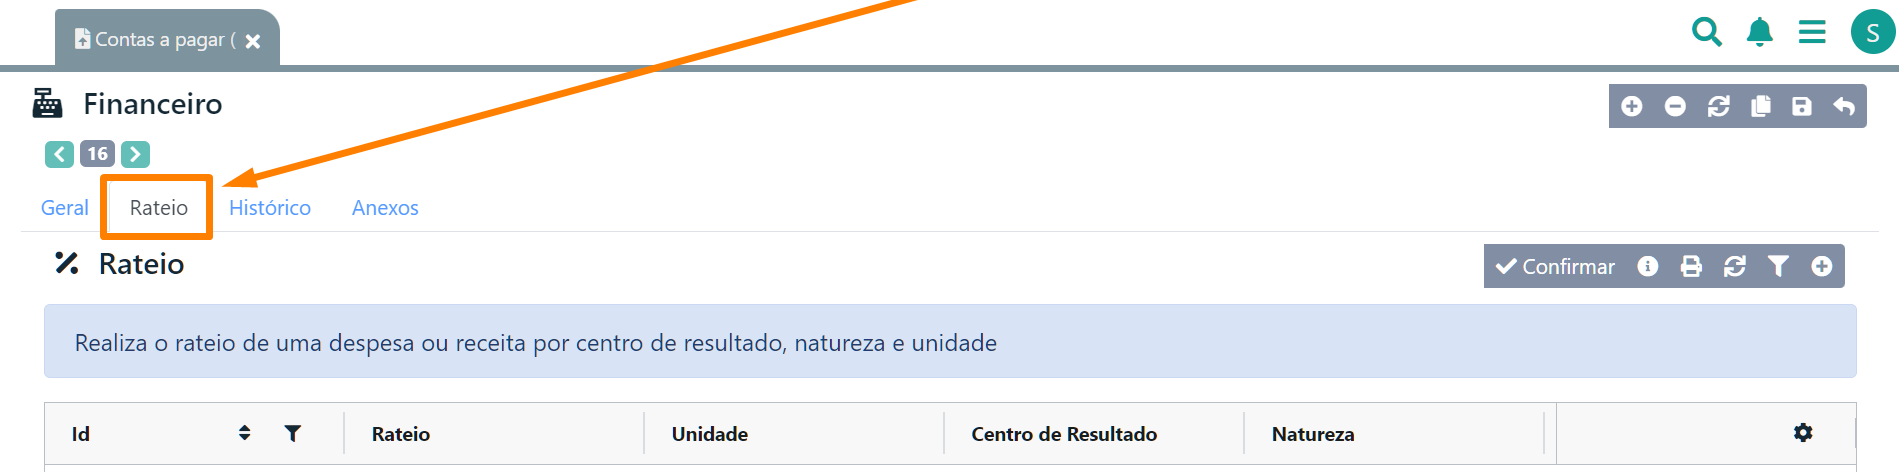 Contas a pagar (
S
Financeiro
16
Geral Rateio Histórico Anexos
Rateio
Confirmar
Realiza o rateio de uma despesa ou receita por centro de resultado, natureza e unidade
Id Rateio Unidade Centro de Resultado Natureza